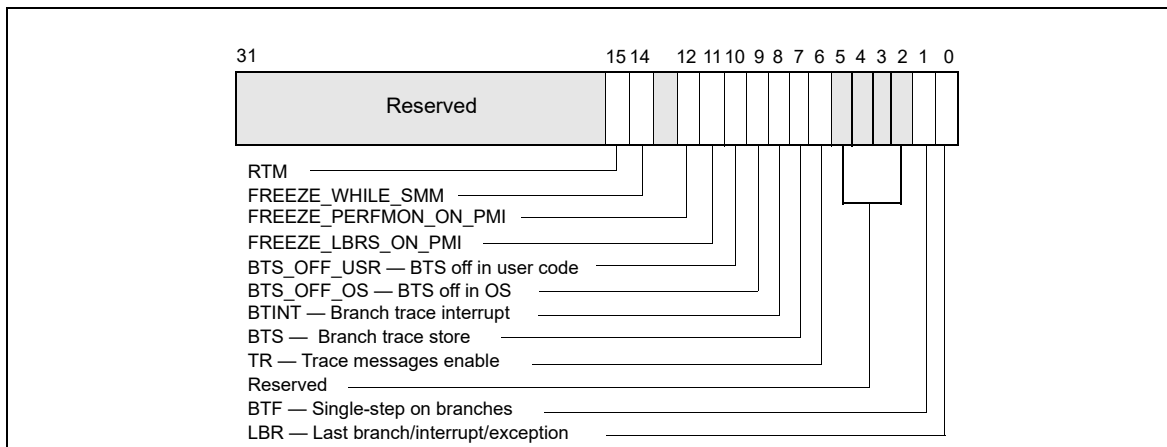 31 15 14 12 11 10 9 8 7 6 5 4 3 2 1 0
Reserved
RTM
FREEZE_WHILE_SMM
FREEZE_PERFMON_ON_PMI
FREEZE_LBRS_ON_PMI
BTS_OFF_USR — BTS off in user code
BTS_OFF_OS — BTS off in OS
BTINT — Branch trace interrupt
BTS — Branch trace store
TR — Trace messages enable
Reserved
BTF — Single-step on branches
LBR — Last branch/interrupt/exception